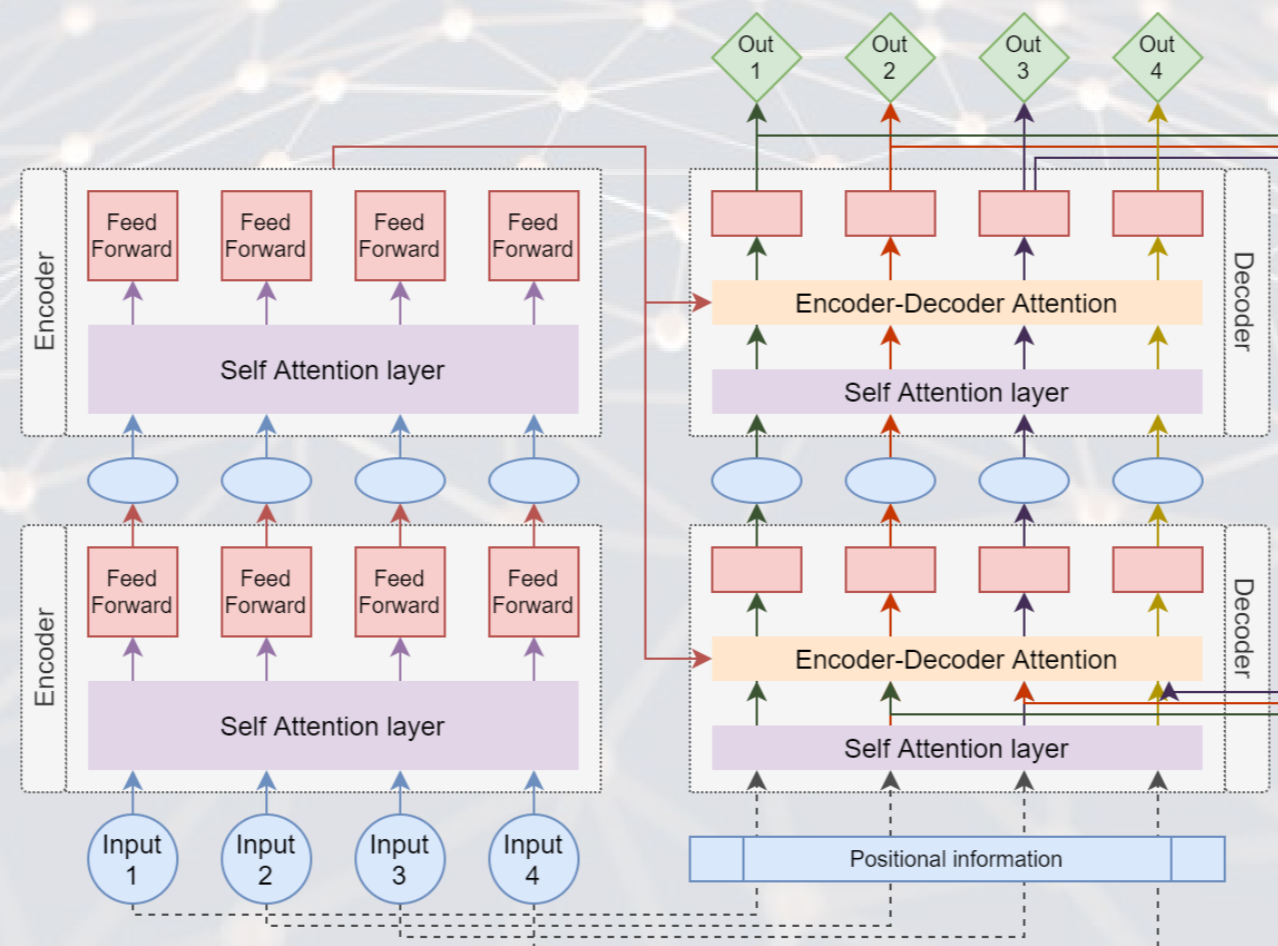 Out
1
Out
2
Out
3
Out
4
Encoder
Feed
Forward
Feed
Forward
Feed
Forward
Feed
Forward
Self Attention layer
Encoder
Feed
Forward
Feed
Forward
Feed
Forward
Feed
Forward
Self Attention layer
Input
1
Input
2
Input
3
Input
4
Decoder
Encoder-Decoder Attention
Self Attention layer
Decoder
Encoder-Decoder Attention
Self Attention layer
Positional information